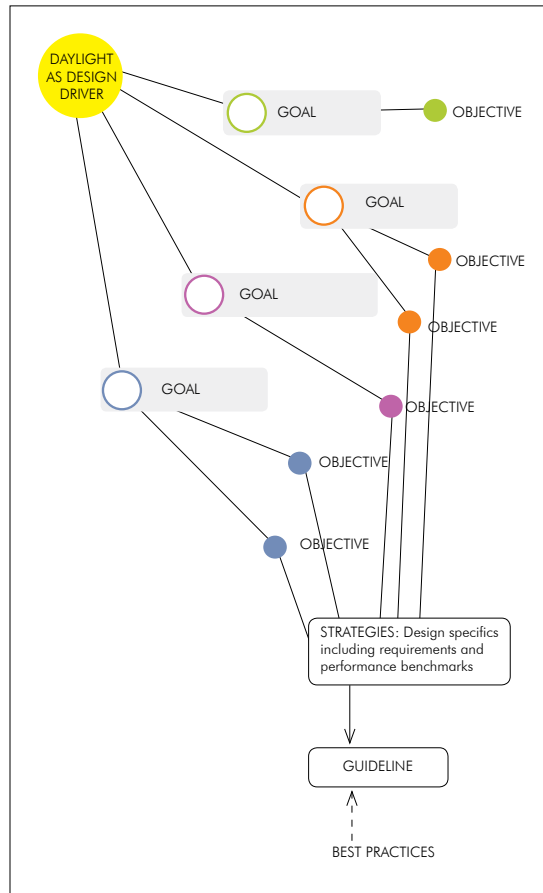 DAYLIGHT
AS DESIGN
DRIVER
GOAL
OBJECTIVE
GOAL
OBJECTIVE
GOAL
OBJECTIVE
GOAL
OBJECTIVE
OBJECTIVE
OBJECTIVE
STRATEGIES: Design specifics
including requirements and
performance benchmarks
GUIDELINE
BEST PRACTICES